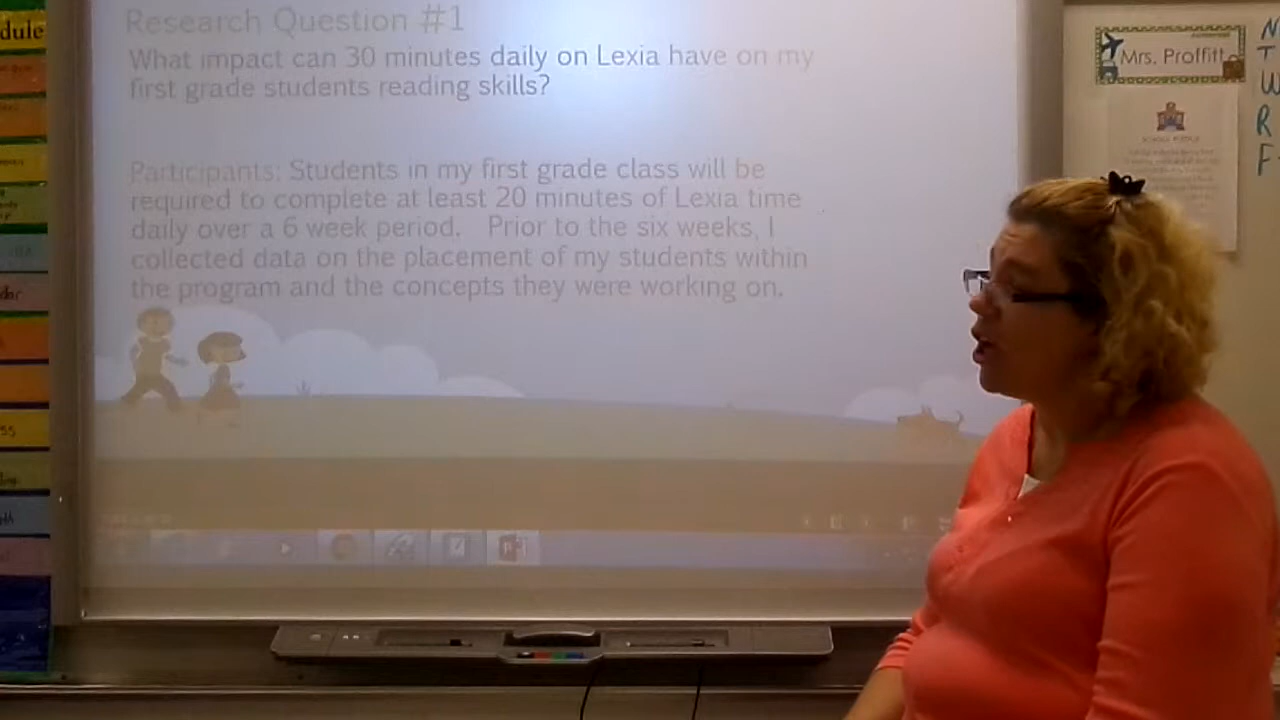 dule
Research Question #1
What impact can 30 minutes daily on Lexia have on my
first grade students reading skills?
Participants: Students in my first grade class will be
required to complete at least 20 minutes of Lexia time
daily over a 6 week period. Prior to the six weeks, I
collected data on the placement of my students within
the program and the concepts they were working on.
Mrs. Proffitt
N
T
W
R
F